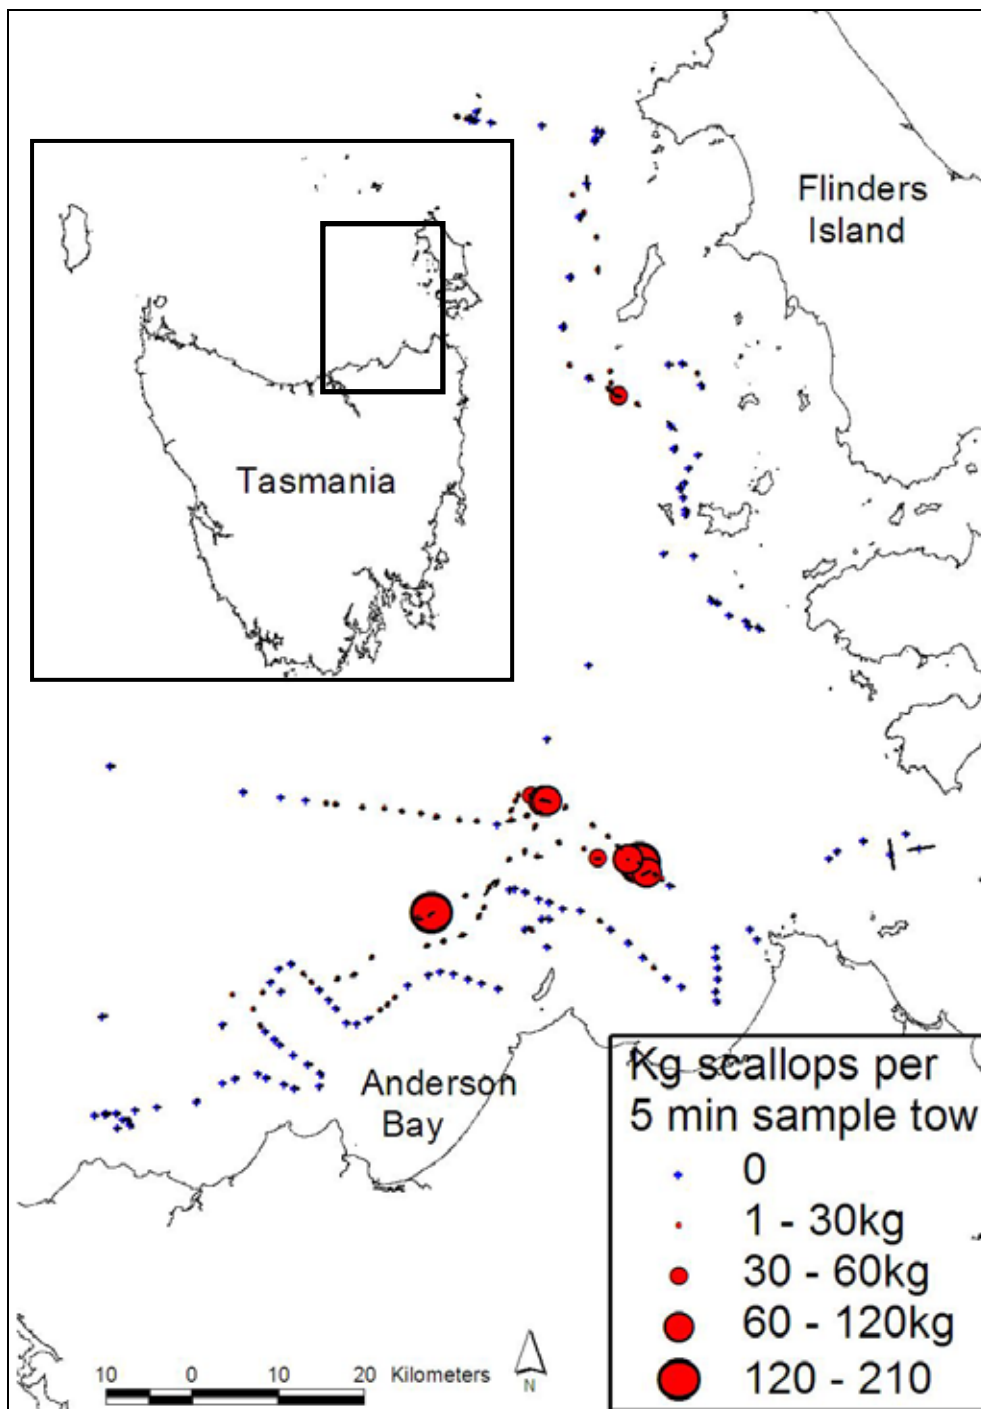 Flinders
Island
Tasmania
Anderson
Bay
Kg scallops per
5 min sample tow
0
1 - 30kg
30 - 60kg
60 - 120kg
120 - 210
10 0 10 20 Kilometers
N